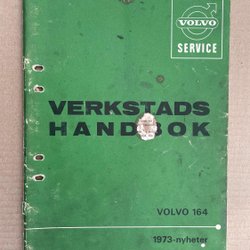 VOLVO
SERVICE
VERKSTADS
HANDBOK
VOLVO 164
1973-nyheter